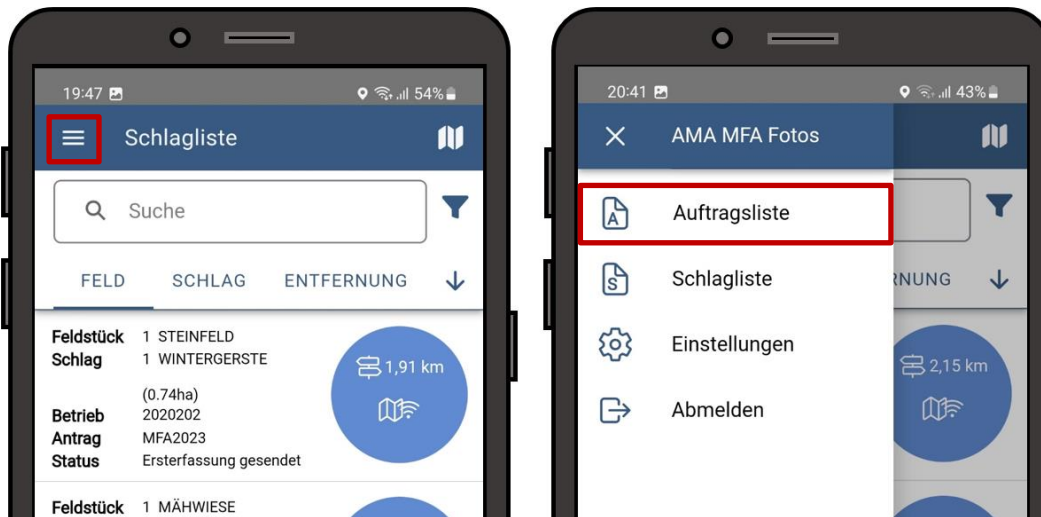 19:47 54%
Schlagliste
Suche
FELD SCHLAG ENTFERNUNG
Feldstück 1 STEINFELD
Schlag 1 WINTERGERSTE
1,91 km
(0.74ha)
Betrieb 2020202
Antrag MFA2023
Status Ersterfassung gesendet
Feldstück 1 MÄHWIESE
20:41 43%
AMA MFA Fotos
A Auftragsliste
RNUNG
S Schlagliste
Einstellungen
2,15 km
Abmelden